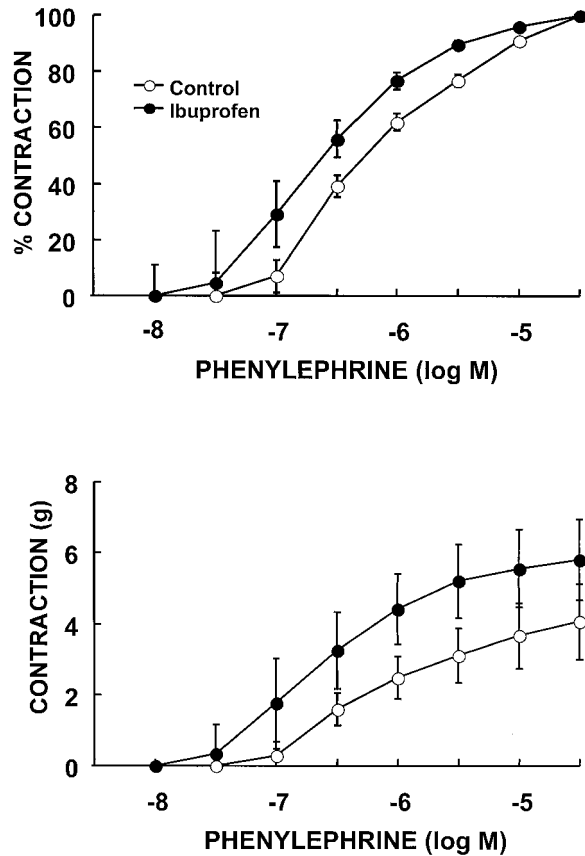 100
80
60
40
20
0
% CONTRACTION
Control
Ibuprofen
-8 -7 -6 -5
PHENYLEPHRINE (log M)
8
6
4
2
0
CONTRACTION (g)
-8 -7 -6 -5
PHENYLEPHRINE (log M)